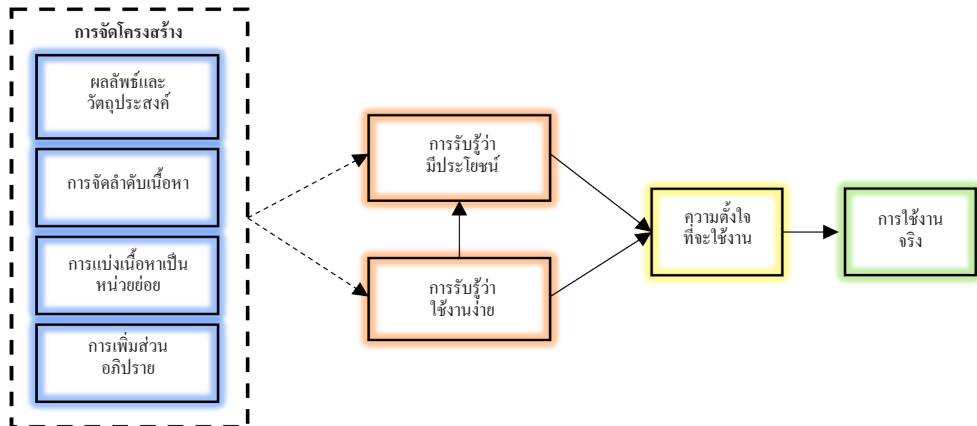 การจัดโครงสร้าง
ผลลัพธ์และ
วัตถุประสงค์
การจัดลำดับเนื้อหา
การแบ่งเนื้อหาเป็น
หน่วยย่อย
การเพิ่มส่วน
อภิปราย
การรับรู้ว่า
มีประโยชน์
การรับรู้ว่า
ใช้งานง่าย
ความตั้งใจ
ที่จะใช้งาน
การใช้งาน
จริง